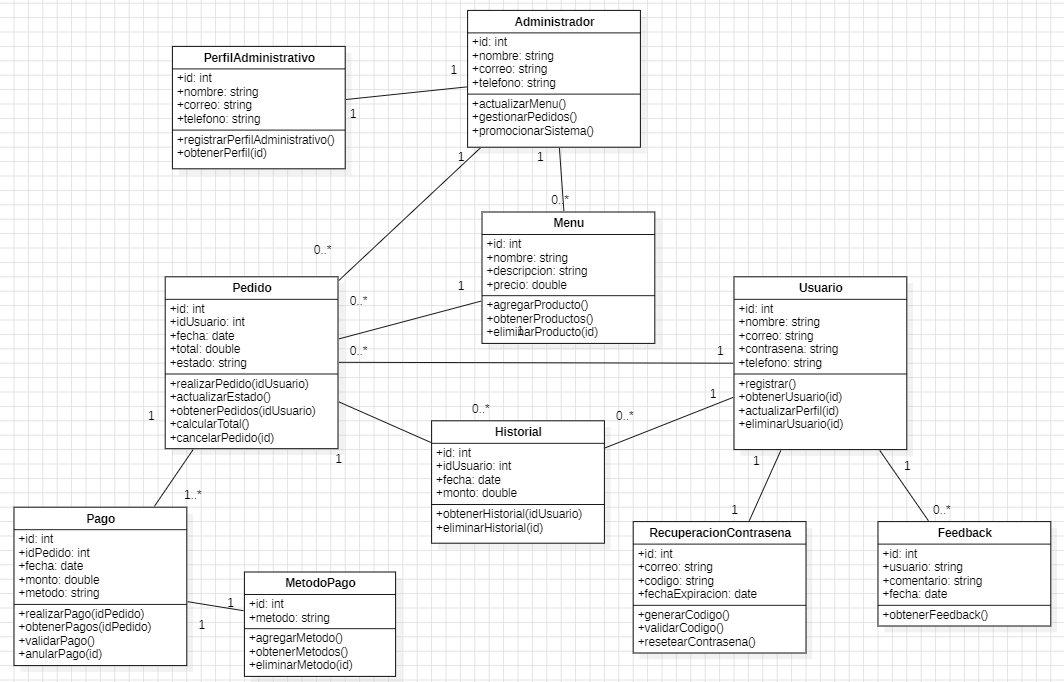 Administrador
+id: int
+nombre: string
+correo: string
+telefono: string
+actualizarMenu()
+gestionarPedidos()
+promocionarSistema()
PerfilAdministrativo
+id: int
+nombre: string
+correo: string
+telefono: string
+registrarPerfilAdministrativo()
+obtenerPerfil(id)
1
1
1
1
0..*
0..*
Menu
+id: int
+nombre: string
+descripcion: string
+precio: double
+agregarProducto()
+obtenerProductos()
+eliminarProducto(id)
1
Pedido
+id: int
+idUsuario: int
+fecha: date
+total: double
+estado: string
+realizarPedido(idUsuario)
+actualizarEstado()
+obtenerPedidos(idUsuario)
+calcularTotal()
+cancelarPedido(id)
0..*
1
0..*
1
Usuario
+id: int
+nombre: string
+correo: string
+contrasena: string
+telefono: string
+registrar()
+obtenerUsuario(id)
+actualizarPerfil(id)
+eliminarUsuario(id)
1
0..*
0..*
1
1
Historial
+id: int
+idUsuario: int
+fecha: date
+monto: double
+obtenerHistorial(idUsuario)
+eliminarHistorial(id)
1
1
1..*
1
0..*
Pago
+id: int
+idPedido: int
+fecha: date
+monto: double
+metodo: string
+realizarPago(idPedido)
+obtenerPagos(idPedido)
+validarPago()
+anularPago(id)
1
1
MetodoPago
+id: int
+metodo: string
+agregarMetodo()
+obtenerMetodos()
+eliminarMetodo(id)
RecuperacionContrasena
+id: int
+correo: string
+codigo: string
+fechaExpiracion: date
+generarCodigo()
+validarCodigo()
+resetearContrasena()
Feedback
+id: int
+usuario: string
+comentario: string
+fecha: date
+obtenerFeedback()